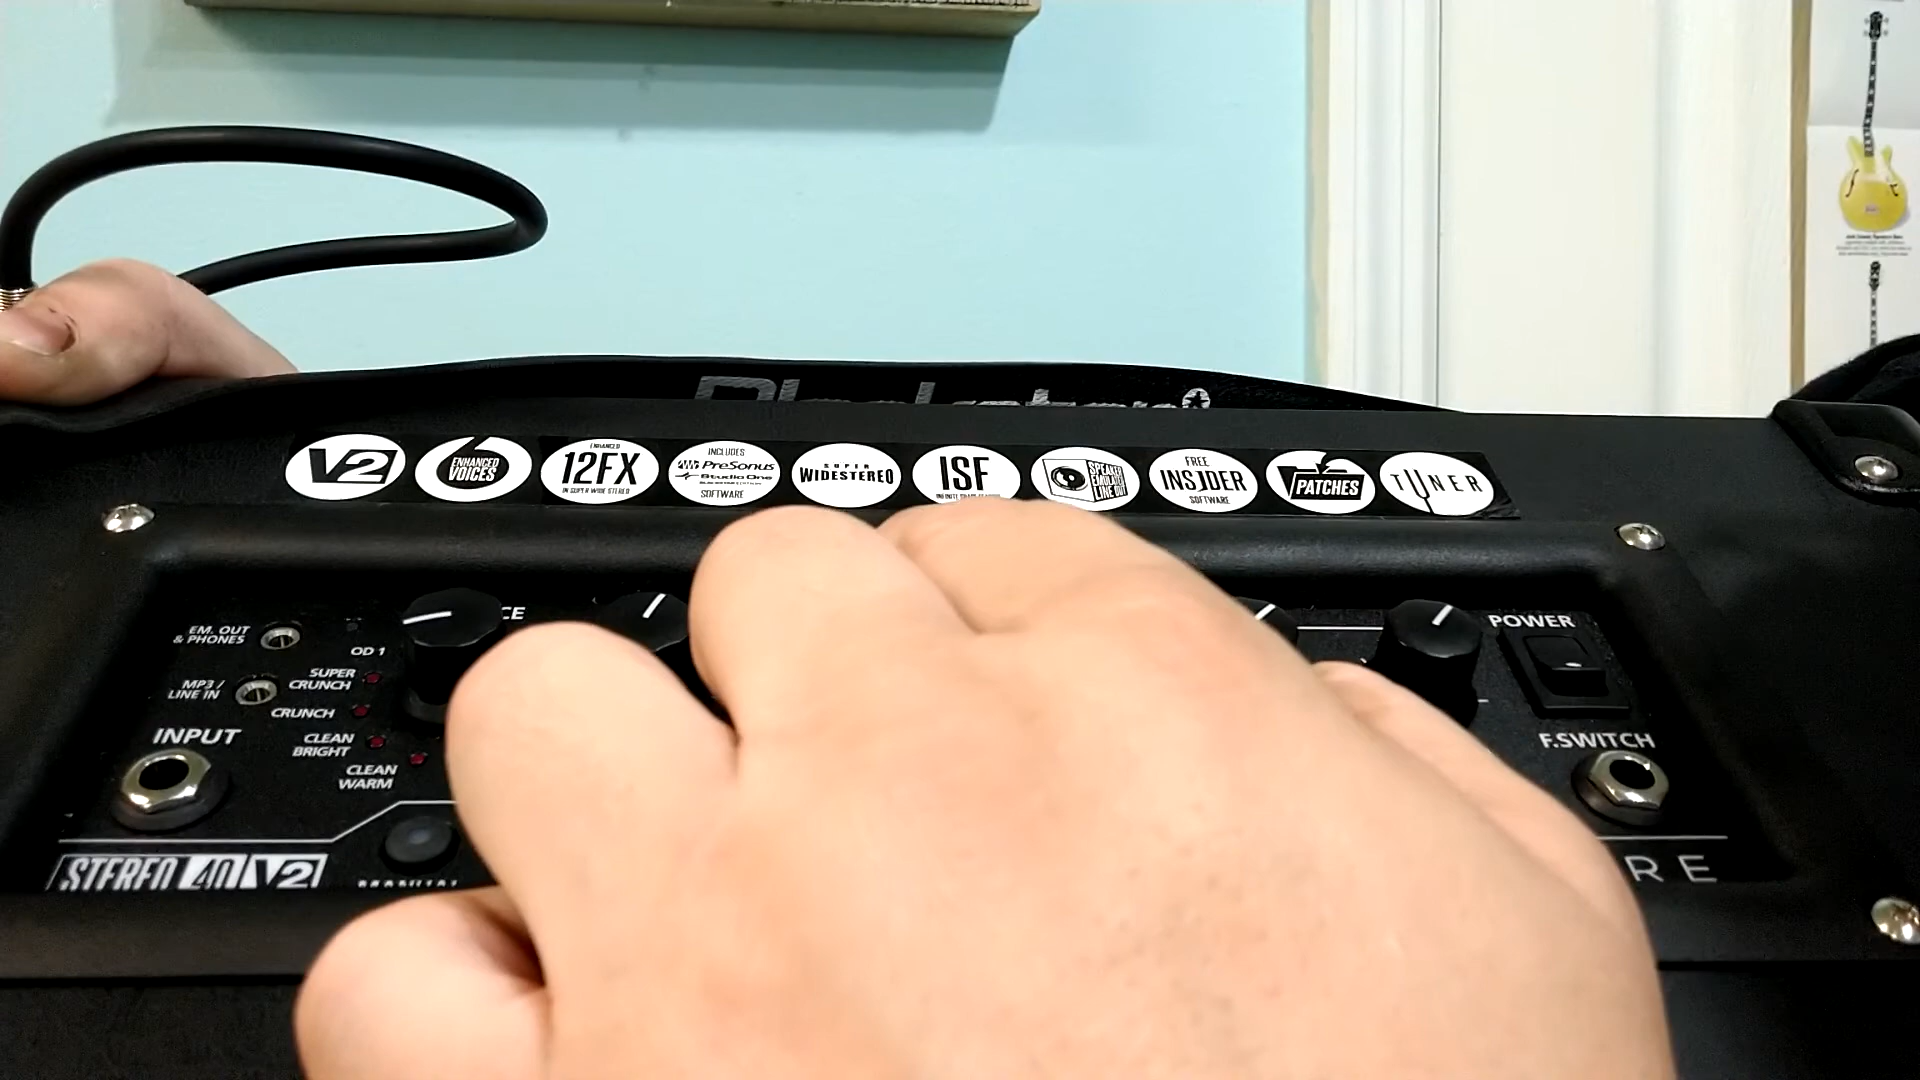 V2
6
ENHANCED
VOICES
ENHANCED
12FX
IN SUPER WIDE STEREO
INCLUDES
PreSonus
Studio One
SOFTWARE
SUPER
WIDESTEREO
ISF
SPEAKER
EMULATED
LINE OUT
FREE
INSIDER
SOFTWARE
PATCHES
TUNER
EM. OUT
& PHONES
OD 1
SUPER
CRUNCH
MP3 /
LINE IN
CRUNCH
INPUT
CLEAN
BRIGHT
CLEAN
WARM
POWER
F.SWITCH
STEREO 40 V2
RE